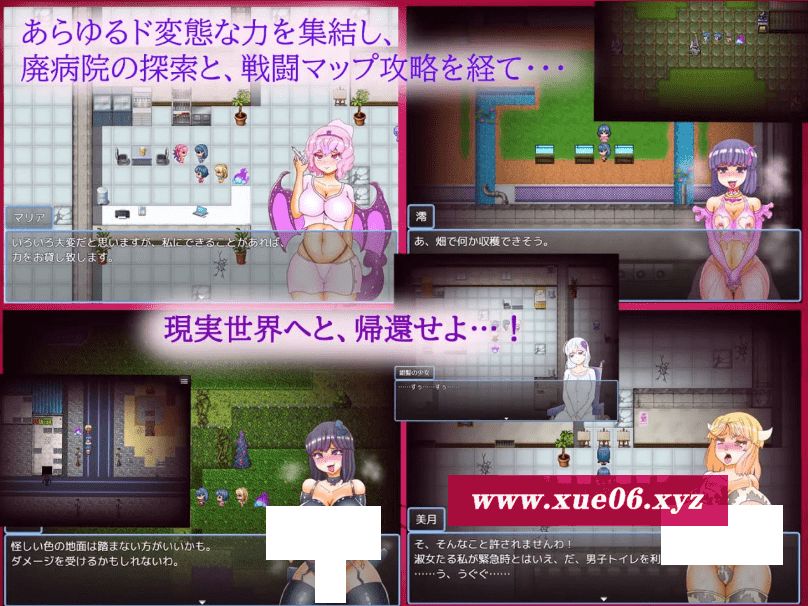 あらゆるド変態な力を集結し、
廃病院の探索と、戦闘マップ攻略を経て・・・
マリア
いろいろ大変だと思いますが、私にできることがあれば、
力をお貸し致します。
澪
あ、畑で何か収穫できそう。
現実世界へと、帰還せよ…！
銀髪の少女
……すぅ……すぅ……
www.xue06.xyz
怪しい色の地面は踏まない方がいいかも。
ダメージを受けるかもしれないわ。
美月
そ、そんなこと許されませんわ！
淑女たる私が緊急時とはいえ、だ、男子トイレを利
……う、うぐぐ……